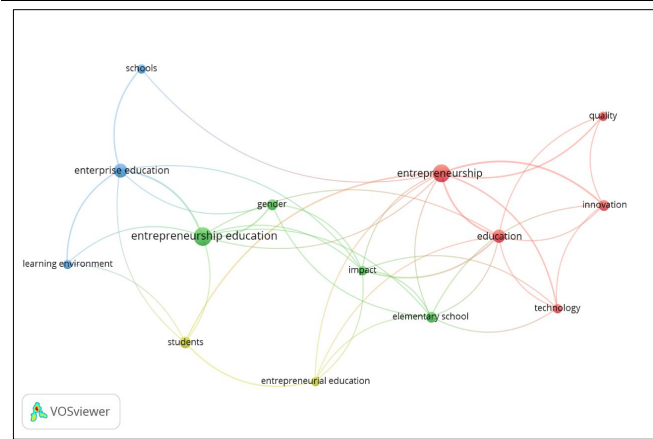 schools
quality
enterprise education
entrepreneurship
gender
innovation
entrepreneurship education
education
learning environment
impact
technology
elementary school
students
entrepreneurial education
VOSviewer